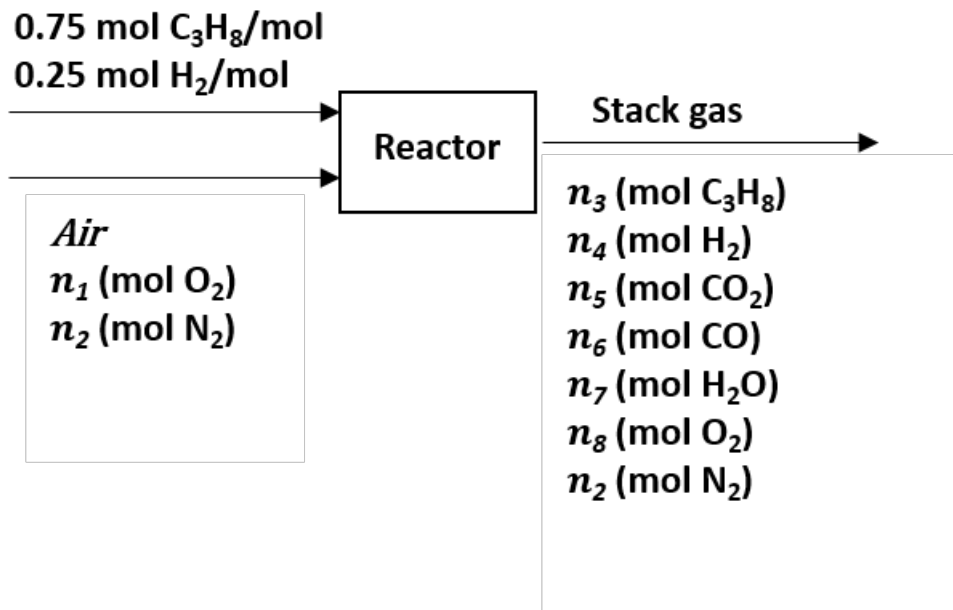 0.75 mol C₃H₈/mol
0.25 mol H₂/mol
Reactor
Stack gas
Air
n₁ (mol O₂)
n₂ (mol N₂)
n₃ (mol C₃H₈)
n₄ (mol H₂)
n₅ (mol CO₂)
n₆ (mol CO)
n₇ (mol H₂O)
n₈ (mol O₂)
n₂ (mol N₂)